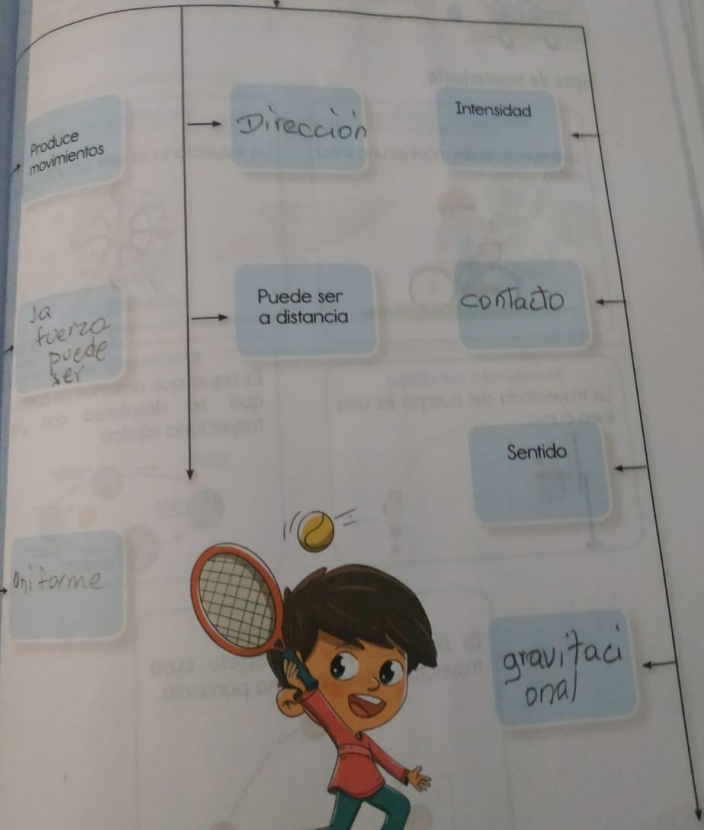 Produce
movimientos
Dirección
Intensidad
la
fuerza
puede
ser
Puede ser
a distancia
contacto
Sentido
Uniforme
gravitaci
onal